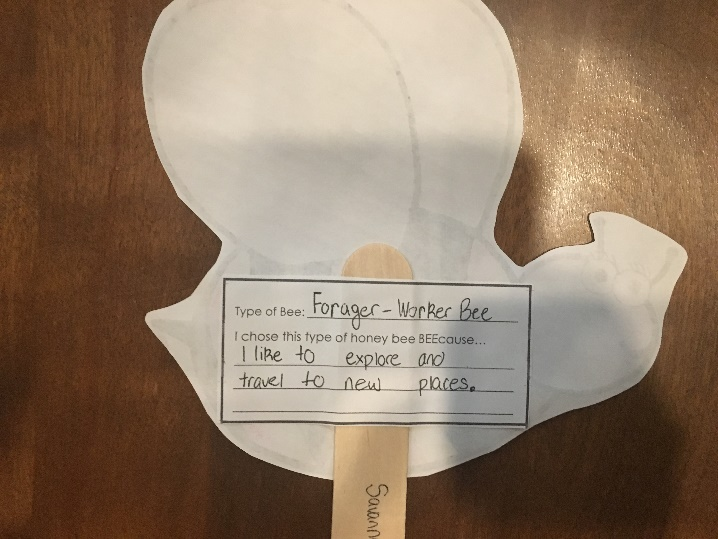 Type of Bee: Forager-Worker Bee
I chose this type of honey bee BEEcause...
I like to explore and
travel to new places.